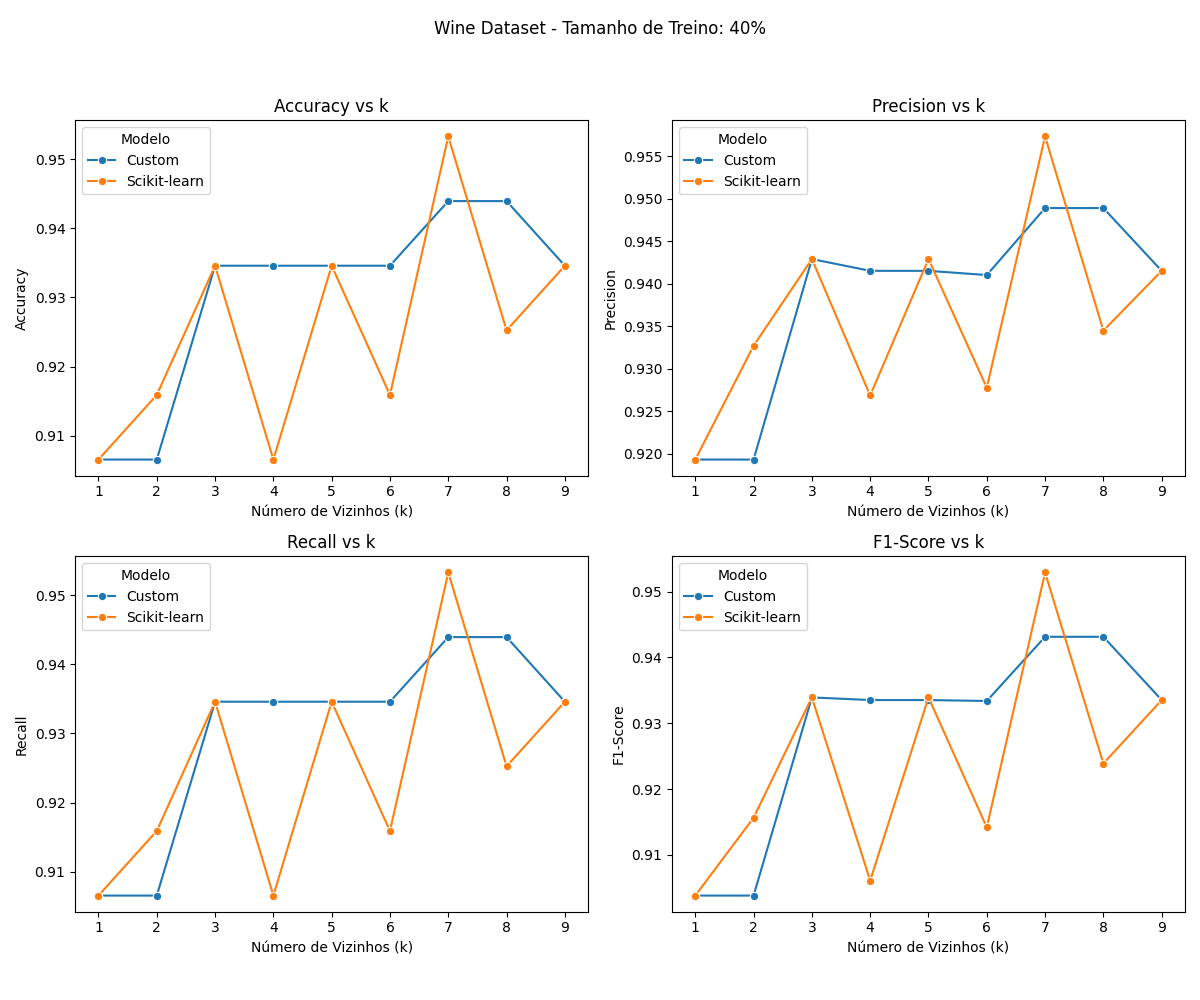 Wine Dataset - Tamanho de Treino: 40%
Accuracy vs k
Modelo
Custom
Scikit-learn
0.95
0.94
0.93
0.92
0.91
Accuracy
1 2 3 4 5 6 7 8 9
Número de Vizinhos (k)
Precision vs k
Modelo
Custom
Scikit-learn
0.955
0.950
0.945
0.940
0.935
0.930
0.925
0.920
Precision
1 2 3 4 5 6 7 8 9
Número de Vizinhos (k)
Recall vs k
Modelo
Custom
Scikit-learn
0.95
0.94
0.93
0.92
0.91
Recall
1 2 3 4 5 6 7 8 9
Número de Vizinhos (k)
F1-Score vs k
Modelo
Custom
Scikit-learn
0.95
0.94
0.93
0.92
0.91
F1-Score
1 2 3 4 5 6 7 8 9
Número de Vizinhos (k)